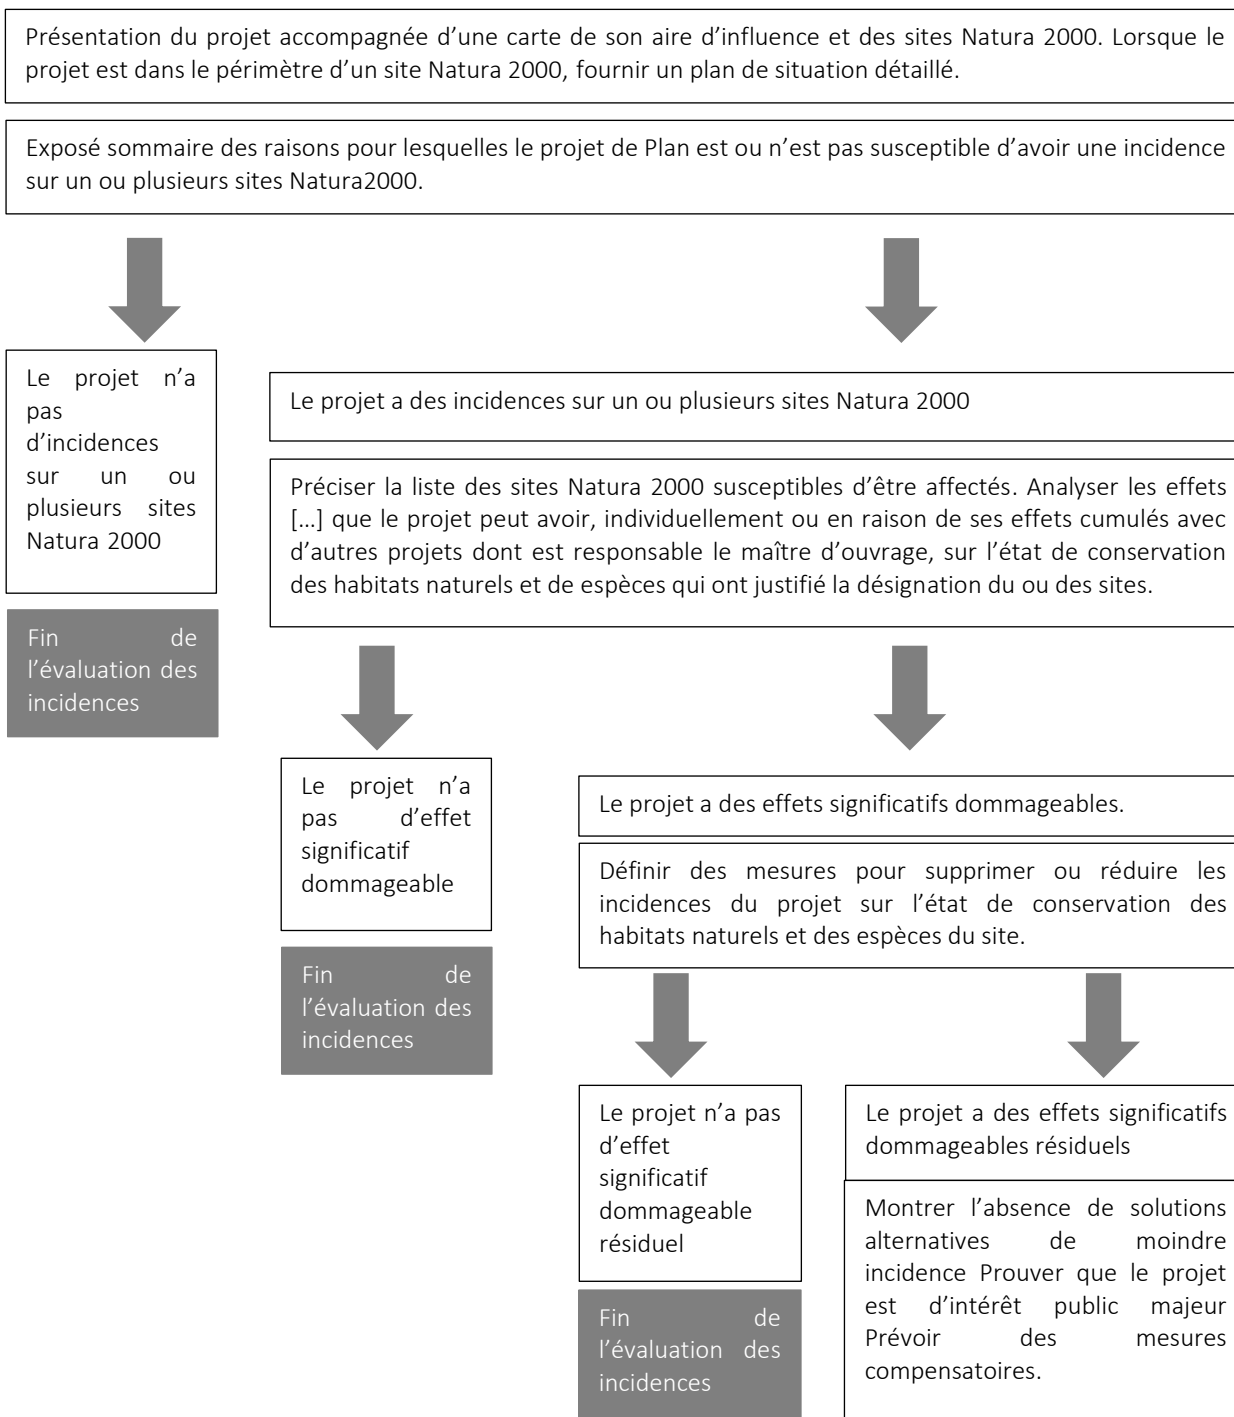 Présentation du projet accompagnée d’une carte de son aire d’influence et des sites Natura 2000. Lorsque le
projet est dans le périmètre d’un site Natura 2000, fournir un plan de situation détaillé.
Exposé sommaire des raisons pour lesquelles le projet de Plan est ou n’est pas susceptible d’avoir une incidence
sur un ou plusieurs sites Natura2000.
Le projet n’a
pas
d’incidences
sur un ou
plusieurs sites
Natura 2000
Fin de
l’évaluation des
incidences
Le projet a des incidences sur un ou plusieurs sites Natura 2000
Préciser la liste des sites Natura 2000 susceptibles d’être affectés. Analyser les effets
[…] que le projet peut avoir, individuellement ou en raison de ses effets cumulés avec
d’autres projets dont est responsable le maître d’ouvrage, sur l’état de conservation
des habitats naturels et de espèces qui ont justifié la désignation du ou des sites.
Le projet n’a
pas d’effet
significatif
dommageable
Fin de
l’évaluation des
incidences
Le projet a des effets significatifs dommageables.
Définir des mesures pour supprimer ou réduire les
incidences du projet sur l’état de conservation des
habitats naturels et des espèces du site.
Le projet n’a pas
d’effet
significatif
dommageable
résiduel
Fin de
l’évaluation des
incidences
Le projet a des effets significatifs
dommageables résiduels
Montrer l’absence de solutions
alternatives de moindre
incidence Prouver que le projet
est d’intérêt public majeur
Prévoir des mesures
compensatoires.